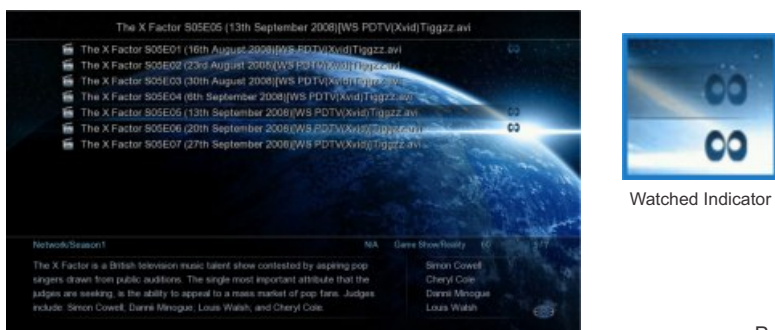 The X Factor S05E05 (13th September 2008)[WS PDTV(Xvid)Tiggzz.avi
The X Factor S05E01 (16th August 2008)[WS PDTV(Xvid)Tiggzz.avi
The X Factor S05E02 (23rd August 2008)[WS PDTV(Xvid)Tiggzz.avi
The X Factor S05E03 (30th August 2008)[WS PDTV(Xvid)Tiggzz.avi
The X Factor S05E04 (6th September 2008)[WS PDTV(Xvid)Tiggzz.avi
The X Factor S05E05 (13th September 2008)[WS PDTV(Xvid)Tiggzz.avi
The X Factor S05E06 (20th September 2008)[WS PDTV(Xvid)Tiggzz.avi
The X Factor S05E07 (27th September 2008)[WS PDTV(Xvid)Tiggzz.avi
Watched Indicator
Network/Season1 N/A Game Show/Reality 60 5/7
The X Factor is a British television music talent show contested by aspiring pop
singers drawn from public auditions. The single most important attribute that the
judges are seeking, is the ability to appeal to a mass market of pop fans. Judges
include: Simon Cowell, Dannii Minogue, Louis Walsh, and Cheryl Cole.
Simon Cowell
Cheryl Cole
Dannii Minogue
Louis Walsh